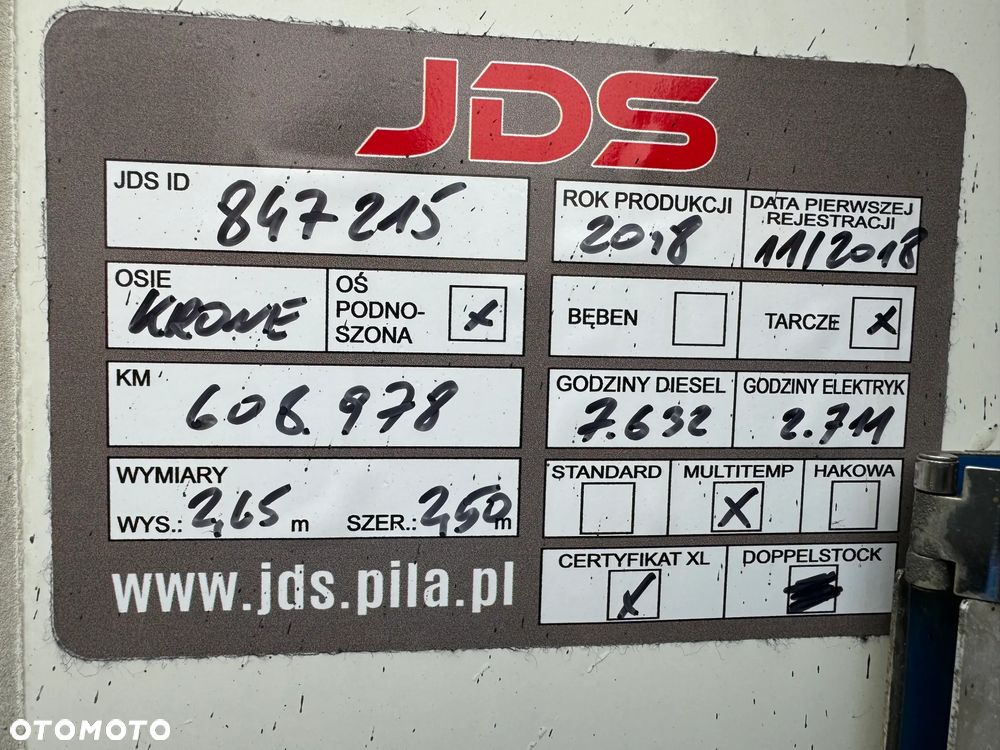 JDS
JDS ID
847215
ROK PRODUKCJI
2018
DATA PIERWSZEJ
REJESTRACJI
11/2018
OSIE
KRONE
OŚ
PODNO-
SZONA
X
BĘBEN
TARCZE
X
KM
608.978
GODZINY DIESEL
7.632
GODZINY ELEKTRYK
2.711
WYMIARY
WYS.: 2,65 m
SZER.: 2,50 m
STANDARD
MULTITEMP
X
HAKOWA
CERTYFIKAT XL
X
DOPPELSTOCK
www.jds.pila.pl
OTOMOTO